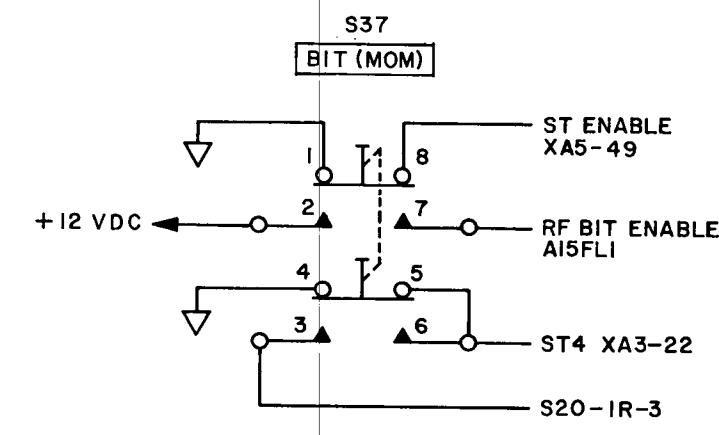 S37
BIT (MOM)
ST ENABLE
XA5-49
1
8
2
7
+12 VDC
RF BIT ENABLE
A15FL1
4
5
3
6
ST4 XA3-22
S20-1R-3